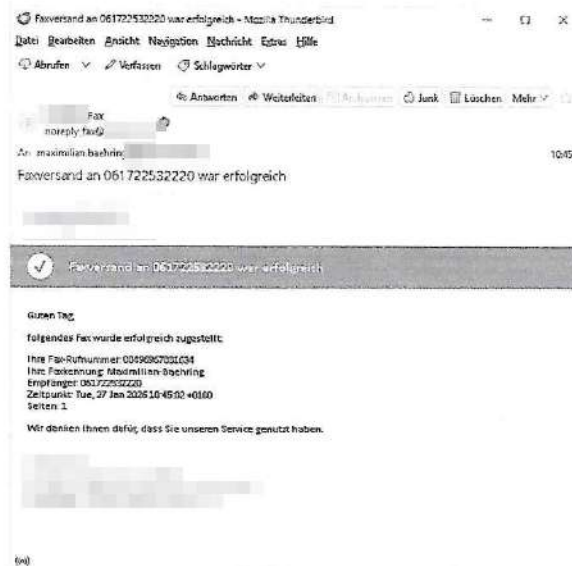 Faxversand an 061722532220 war erfolgreich - Mozilla Thunderbird
Datei Bearbeiten Ansicht Navigation Nachricht Extras Hilfe
Abrufen Verfassen Schlagwörter
Antworten Weiterleiten Archivieren Junk Löschen Mehr
Fax
noreply.fax@
An maximilian.baehring
10:45
Faxversand an 061722532220 war erfolgreich
Faxversand an 061722532220 war erfolgreich
Guten Tag,
folgendes Fax wurde erfolgreich zugestellt:
Ihre Fax-Rufnummer: 00496967831634
Ihre Faxkennung: Maximilian Baehring
Empfänger: 061722532220
Zeitpunkt: Tue, 27 Jan 2026 10:45:02 +0100
Seiten: 1
Wir danken Ihnen dafür, dass Sie unseren Service genutzt haben.